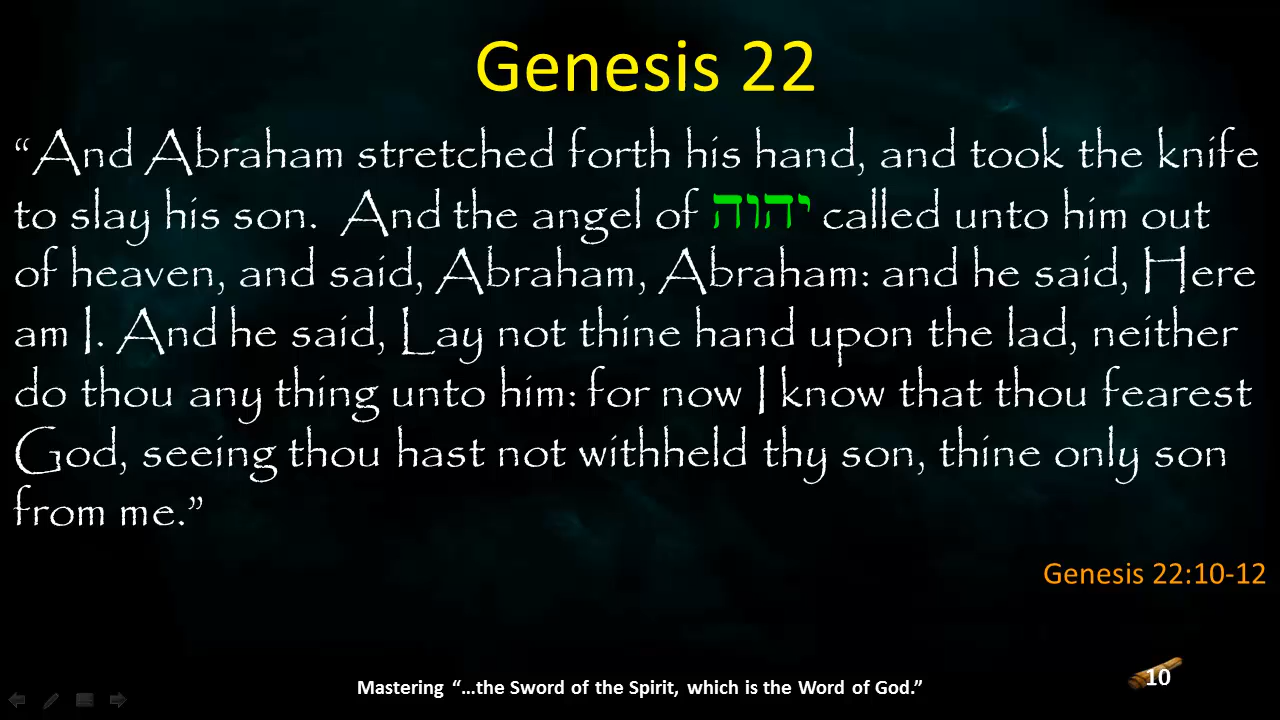 Genesis 22
“And Abraham stretched forth his hand, and took the knife
to slay his son. And the angel of יהוה called unto him out
of heaven, and said, Abraham, Abraham: and he said, Here
am I. And he said, Lay not thine hand upon the lad, neither
do thou any thing unto him: for now I know that thou fearest
God, seeing thou hast not withheld thy son, thine only son
from me.”
Genesis 22:10-12
Mastering “…the Sword of the Spirit, which is the Word of God.”
10